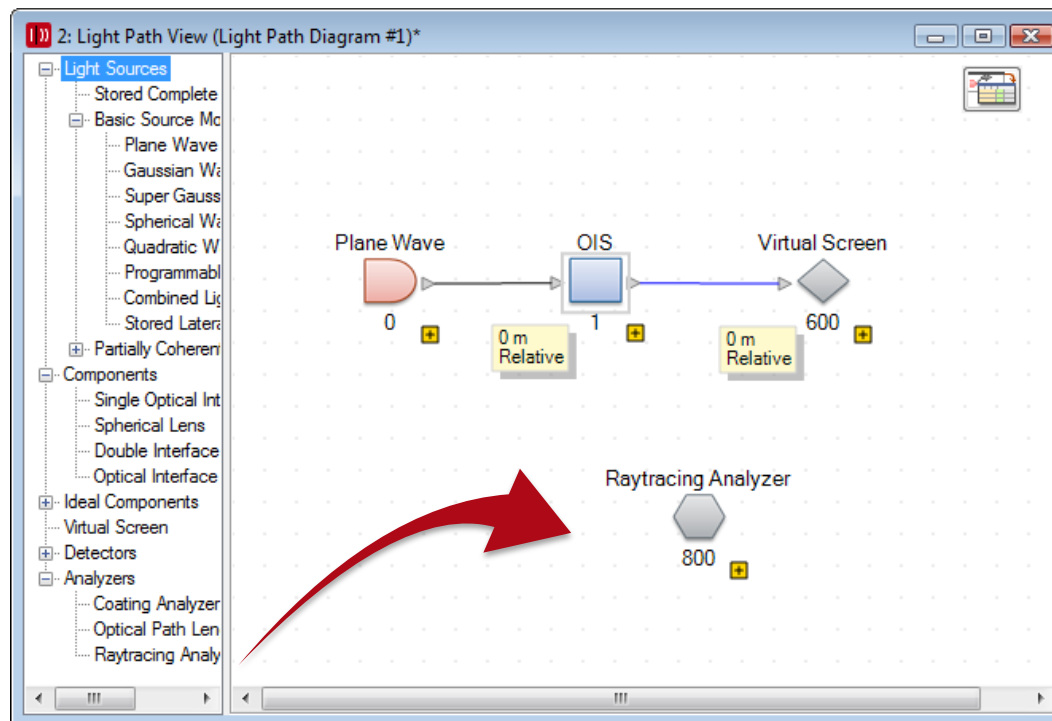 2: Light Path View (Light Path Diagram #1)*
Light Sources
Stored Complete
Basic Source Mo
Plane Wave
Gaussian Wa
Super Gauss
Spherical Wa
Quadratic W
Programmabl
Combined Lig
Stored Latera
Partially Coheren
Components
Single Optical Int
Spherical Lens
Double Interface
Optical Interface
Ideal Components
Virtual Screen
Detectors
Analyzers
Coating Analyzer
Optical Path Len
Raytracing Analy
Plane Wave
OIS
Virtual Screen
0
1
600
0 m
Relative
0 m
Relative
Raytracing Analyzer
800